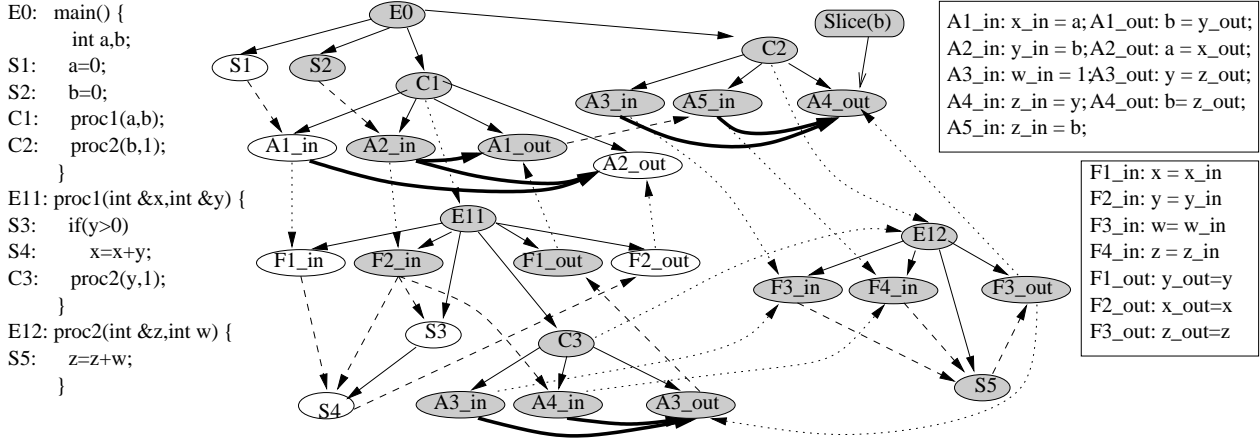 E0: main() {
int a,b;
S1: a=0;
S2: b=0;
C1: proc1(a,b);
C2: proc2(b,1);
}
E11: proc1(int &x,int &y) {
S3: if(y>0)
S4: x=x+y;
C3: proc2(y,1);
}
E12: proc2(int &z,int w) {
S5: z=z+w;
}
E0
Slice(b)
S1
S2
C2
C1
A3_in
A5_in
A4_out
A1_in
A2_in
A1_out
A2_out
E11
E12
F1_in
F2_in
F1_out
F2_out
F3_in
F4_in
F3_out
S3
C3
S5
S4
A3_in
A4_in
A3_out
A1_in: x_in = a; A1_out: b = y_out;
A2_in: y_in = b; A2_out: a = x_out;
A3_in: w_in = 1; A3_out: y = z_out;
A4_in: z_in = y; A4_out: b= z_out;
A5_in: z_in = b;
F1_in: x = x_in
F2_in: y = y_in
F3_in: w= w_in
F4_in: z = z_in
F1_out: y_out=y
F2_out: x_out=x
F3_out: z_out=z